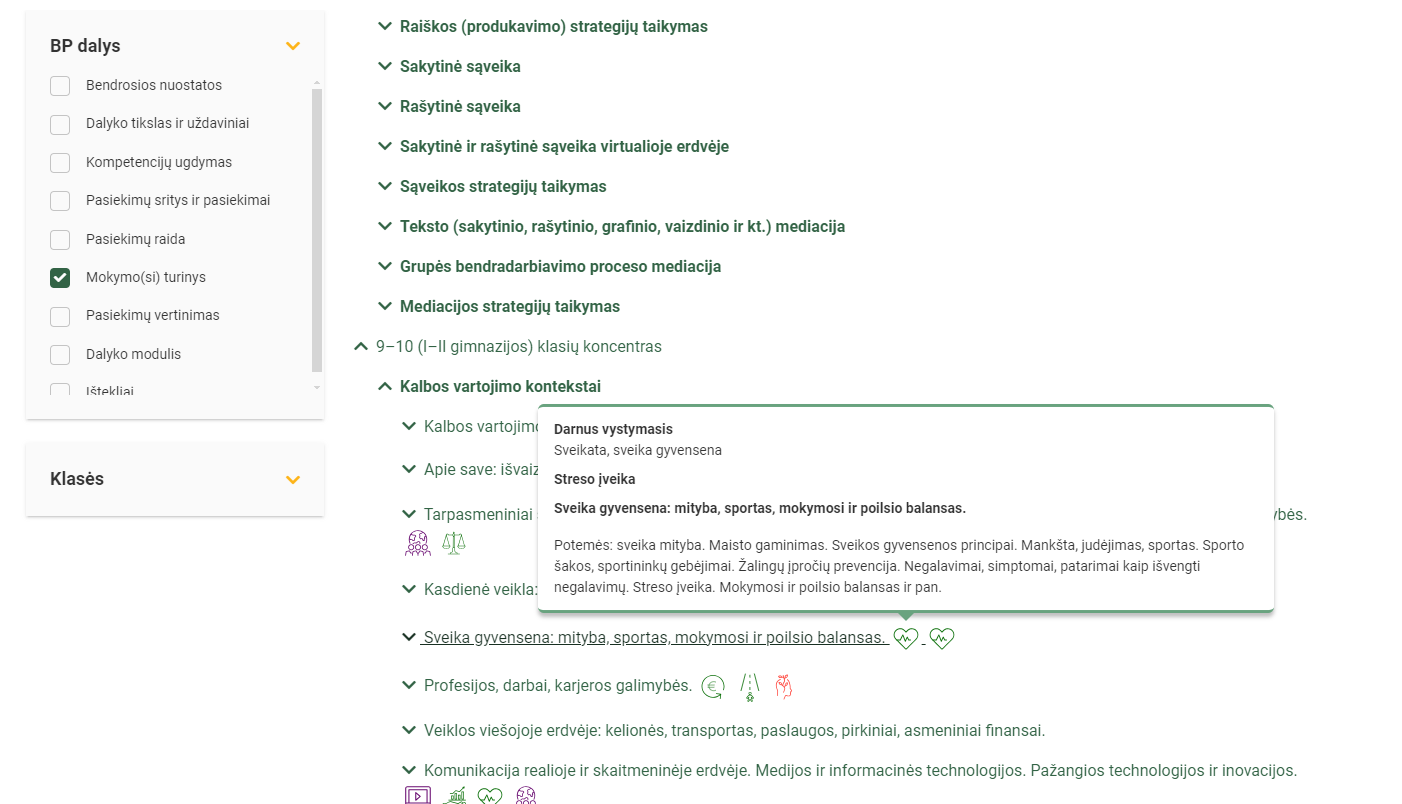 BP dalys
Bendrosios nuostatos
Dalyko tikslas ir uždaviniai
Kompetencijų ugdymas
Pasiekimų sritys ir pasiekimai
Pasiekimų raida
Mokymo(si) turinys
Pasiekimų vertinimas
Dalyko modulis
Ištekliai
Klasės
Raiškos (produkavimo) strategijų taikymas
Sakytinė sąveika
Rašytinė sąveika
Sakytinė ir rašytinė sąveika virtualioje erdvėje
Sąveikos strategijų taikymas
Teksto (sakytinio, rašytinio, grafinio, vaizdinio ir kt.) mediacija
Grupės bendradarbiavimo proceso mediacija
Mediacijos strategijų taikymas
9–10 (I–II gimnazijos) klasių koncentras
Kalbos vartojimo kontekstai
Kalbos vartojimo
Apie save: išvaiz
Tarpasmeniniai
ybės.
Kasdienė veikla:
Darnus vystymasis
Sveikata, sveika gyvensena
Streso įveika
Sveika gyvensena: mityba, sportas, mokymosi ir poilsio balansas.
Potemės: sveika mityba. Maisto gaminimas. Sveikos gyvensenos principai. Mankšta, judėjimas, sportas. Sporto
šakos, sportininkų gebėjimai. Žalingų įpročių prevencija. Negalavimai, simptomai, patarimai kaip išvengti
negalavimų. Streso įveika. Mokymosi ir poilsio balansas ir pan.
Sveika gyvensena: mityba, sportas, mokymosi ir poilsio balansas.
Profesijos, darbai, karjeros galimybės.
Veiklos viešojoje erdvėje: kelionės, transportas, paslaugos, pirkiniai, asmeniniai finansai.
Komunikacija realioje ir skaitmeninėje erdvėje. Medijos ir informacinės technologijos. Pažangios technologijos ir inovacijos.